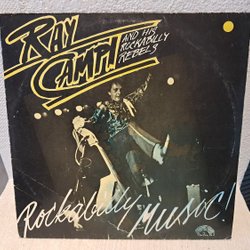 RAY
CAMPI
AND HIS
ROCKABILLY
REBELS
Rockabilly Music!